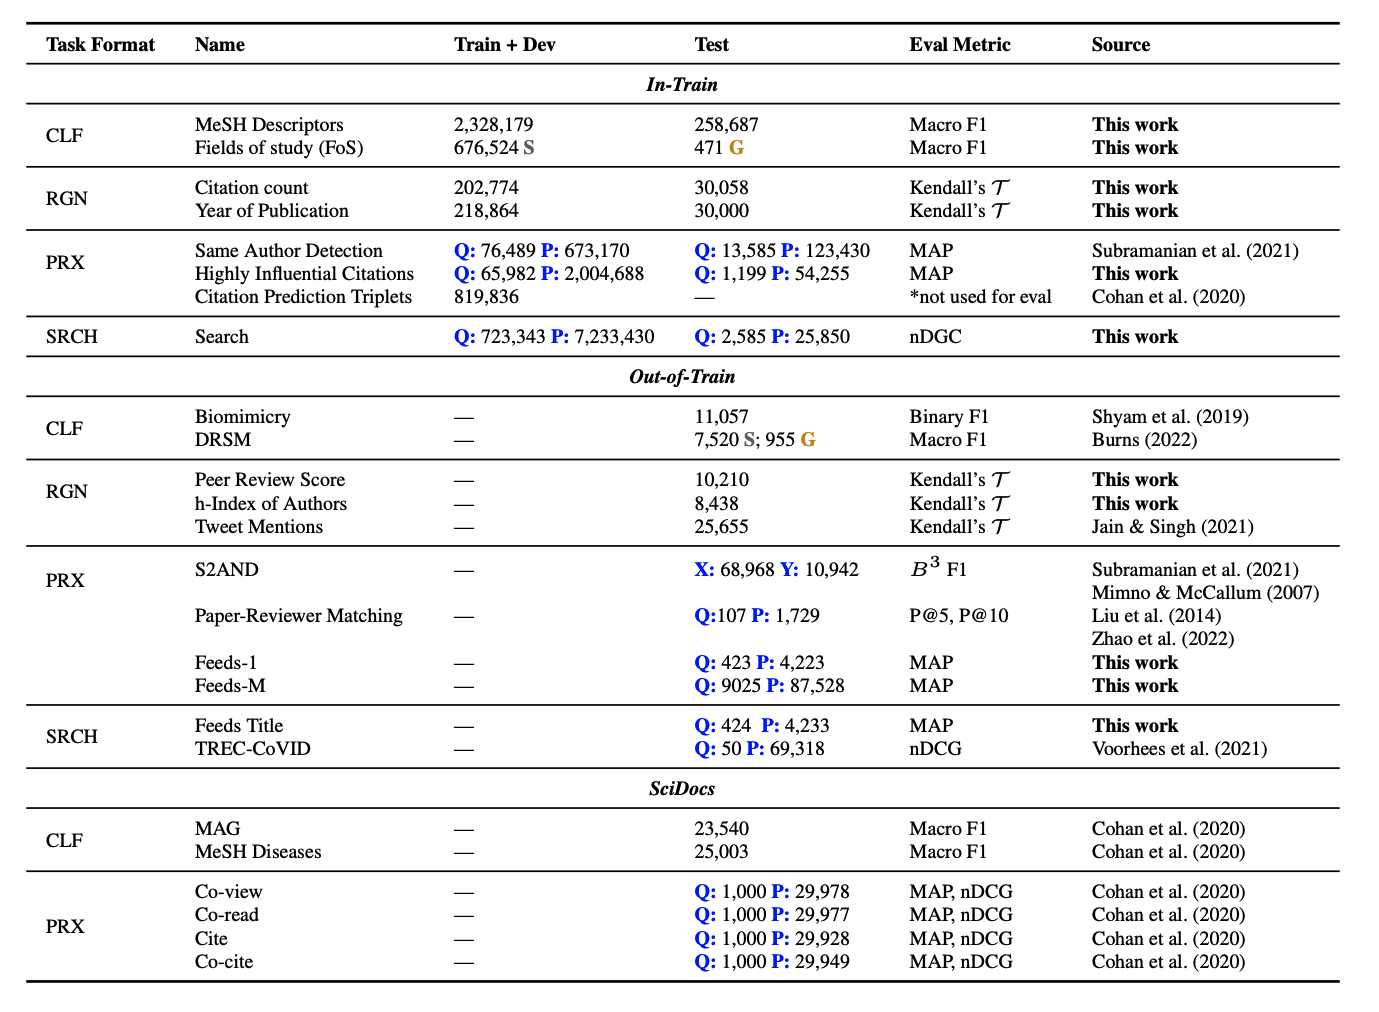 Task Format Name Train + Dev Test Eval Metric Source
In-Train
CLF
MeSH Descriptors 2,328,179 258,687 Macro F1 This work
Fields of study (FoS) 676,524 S 471 G Macro F1 This work
RGN
Citation count 202,774 30,058 Kendall's 𝒯 This work
Year of Publication 218,864 30,000 Kendall's 𝒯 This work
PRX
Same Author Detection Q: 76,489 P: 673,170 Q: 13,585 P: 123,430 MAP Subramanian et al. (2021)
Highly Influential Citations Q: 65,982 P: 2,004,688 Q: 1,199 P: 54,255 MAP This work
Citation Prediction Triplets 819,836 — *not used for eval Cohan et al. (2020)
SRCH Search Q: 723,343 P: 7,233,430 Q: 2,585 P: 25,850 nDGC This work
Out-of-Train
CLF
Biomimicry — 11,057 Binary F1 Shyam et al. (2019)
DRSM — 7,520 S; 955 G Macro F1 Burns (2022)
RGN
Peer Review Score — 10,210 Kendall's 𝒯 This work
h-Index of Authors — 8,438 Kendall's 𝒯 This work
Tweet Mentions — 25,655 Kendall's 𝒯 Jain & Singh (2021)
PRX
S2AND — X: 68,968 Y: 10,942 B³ F1 Subramanian et al. (2021)
Mimno & McCallum (2007)
Paper-Reviewer Matching — Q:107 P: 1,729 P@5, P@10 Liu et al. (2014)
Zhao et al. (2022)
Feeds-1 — Q: 423 P: 4,223 MAP This work
Feeds-M — Q: 9025 P: 87,528 MAP This work
SRCH
Feeds Title — Q: 424 P: 4,233 MAP This work
TREC-CoVID — Q: 50 P: 69,318 nDCG Voorhees et al. (2021)
SciDocs
CLF
MAG — 23,540 Macro F1 Cohan et al. (2020)
MeSH Diseases — 25,003 Macro F1 Cohan et al. (2020)
PRX
Co-view — Q: 1,000 P: 29,978 MAP, nDCG Cohan et al. (2020)
Co-read — Q: 1,000 P: 29,977 MAP, nDCG Cohan et al. (2020)
Cite — Q: 1,000 P: 29,928 MAP, nDCG Cohan et al. (2020)
Co-cite — Q: 1,000 P: 29,949 MAP, nDCG Cohan et al. (2020)